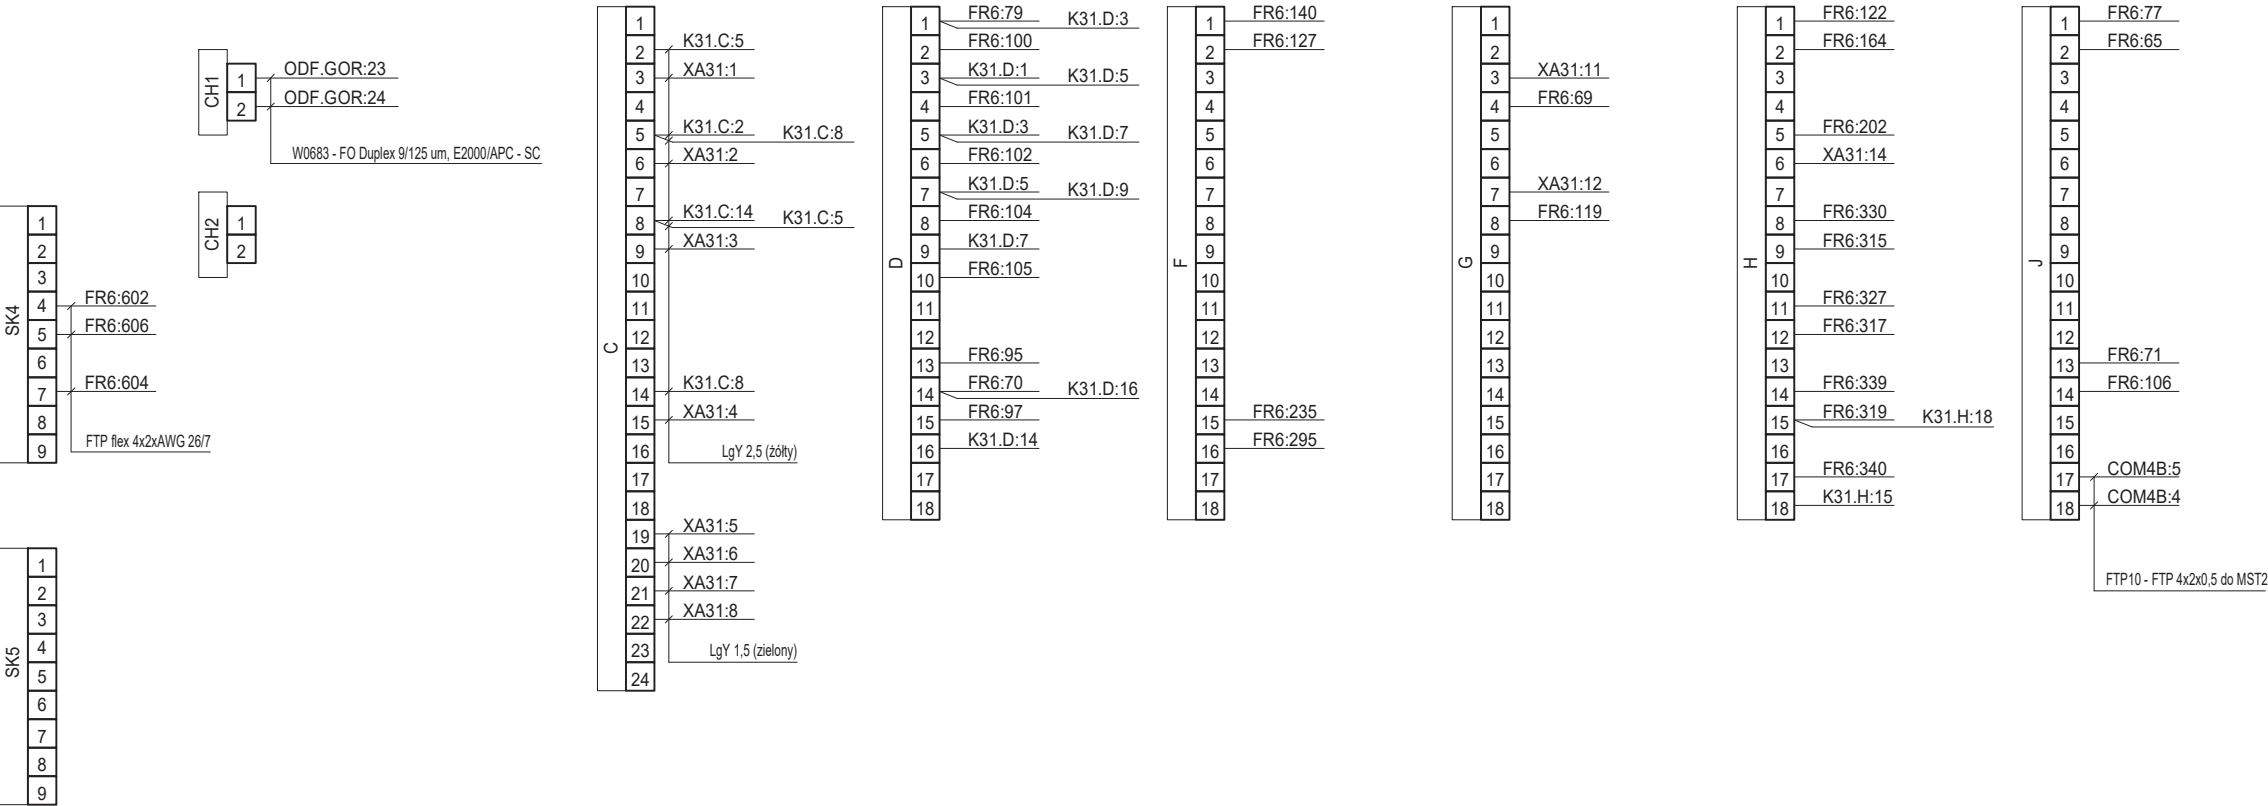 CH1
1 ODF.GOR:23
2 ODF.GOR:24
W0683 - FO Duplex 9/125 um, E2000/APC - SC
CH2
1
2
SK4
1
2
3
4 FR6:602
5 FR6:606
6
7 FR6:604
8
9
FTP flex 4x2xAWG 26/7
SK5
1
2
3
4
5
6
7
8
9
C
1
2 K31.C:5
3 XA31:1
4
5 K31.C:2 K31.C:8
6 XA31:2
7
8 K31.C:14 K31.C:5
9 XA31:3
10
11
12
13
14 K31.C:8
15 XA31:4
16
LgY 2,5 (żółty)
17
18
19 XA31:5
20 XA31:6
21 XA31:7
22 XA31:8
23
LgY 1,5 (zielony)
24
D
1 FR6:79 K31.D:3
2 FR6:100
3 K31.D:1 K31.D:5
4 FR6:101
5 K31.D:3 K31.D:7
6 FR6:102
7 K31.D:5 K31.D:9
8 FR6:104
9 K31.D:7
10 FR6:105
11
12
13 FR6:95
14 FR6:70 K31.D:16
15 FR6:97
16 K31.D:14
17
18
F
1 FR6:140
2 FR6:127
3
4
5
6
7
8
9
10
11
12
13
14
15 FR6:235
16 FR6:295
17
18
G
1
2
3 XA31:11
4 FR6:69
5
6
7 XA31:12
8 FR6:119
9
10
11
12
13
14
15
16
17
18
H
1 FR6:122
2 FR6:164
3
4
5 FR6:202
6 XA31:14
7
8 FR6:330
9 FR6:315
10
11 FR6:327
12 FR6:317
13
14 FR6:339
15 FR6:319 K31.H:18
16
17 FR6:340
18 K31.H:15
J
1 FR6:77
2 FR6:65
3
4
5
6
7
8
9
10
11
12
13 FR6:71
14 FR6:106
15
16
17 COM4B:5
18 COM4B:4
FTP10 - FTP 4x2x0,5 do MST2